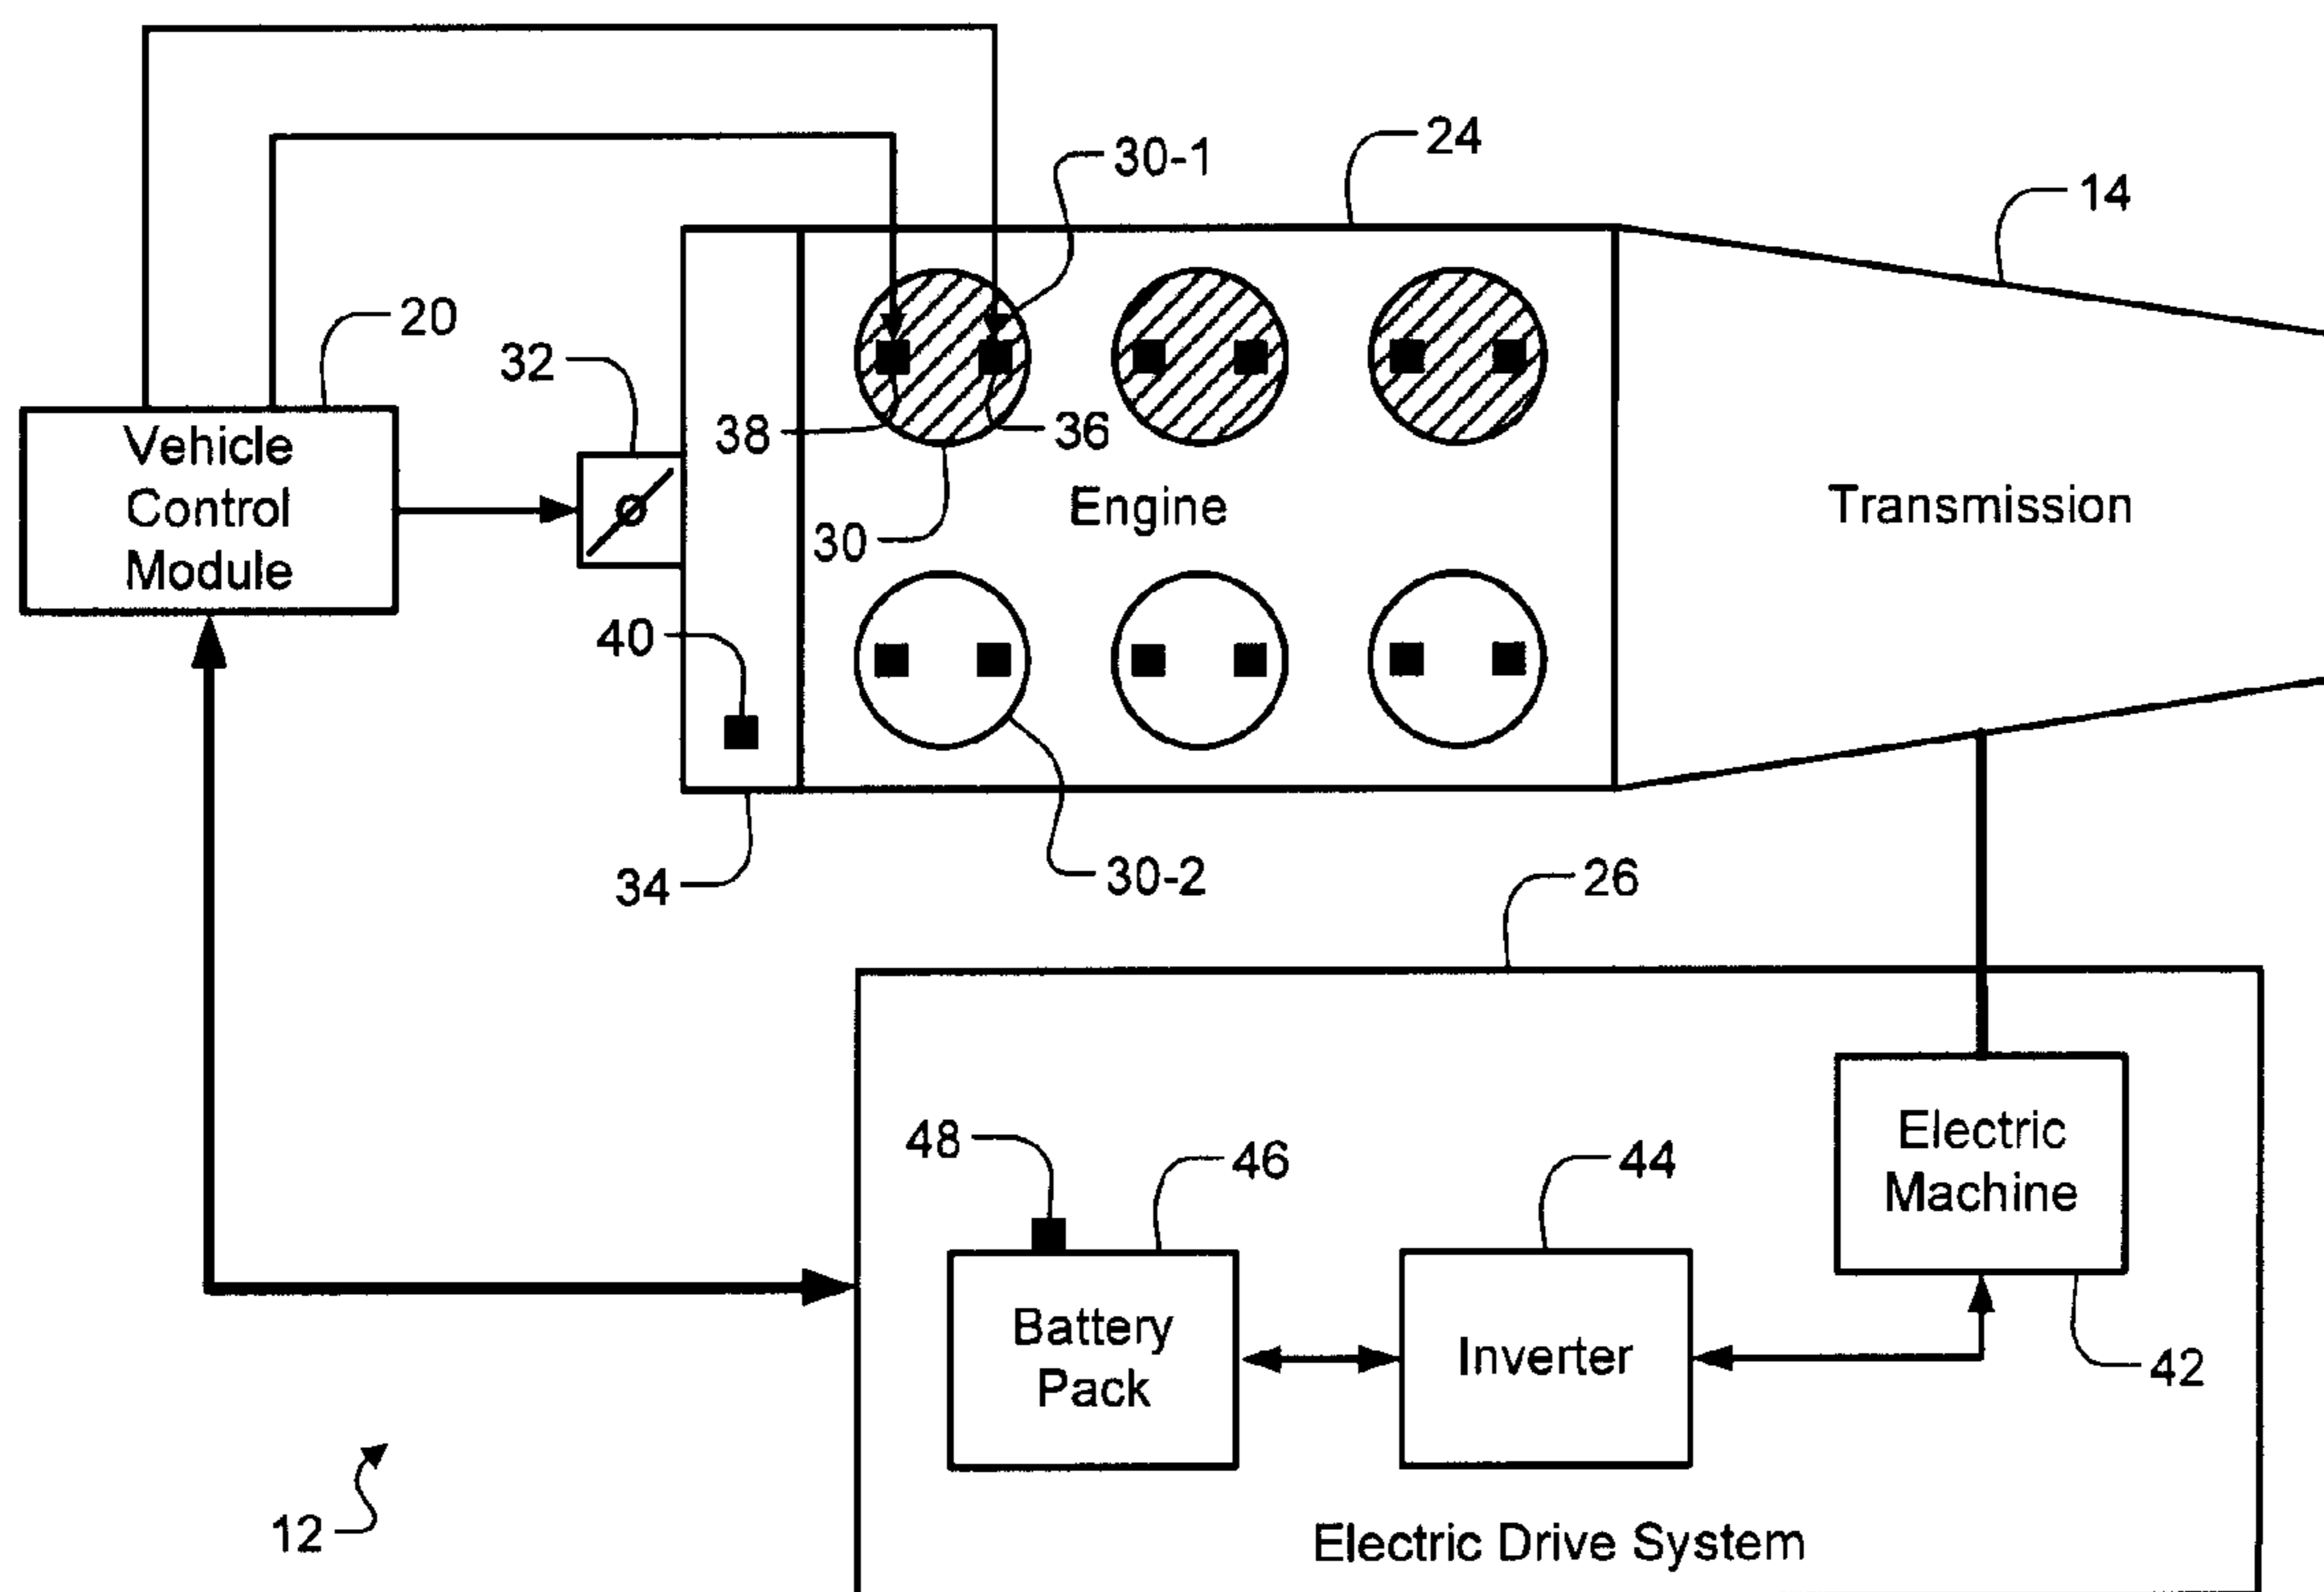 24
30-1
14
20
32
Vehicle
Control
Module
38
36
Engine
Transmission
30
40
34
30-2
26
48
46
44
Electric
Machine
Battery
Pack
Inverter
42
12
Electric Drive System